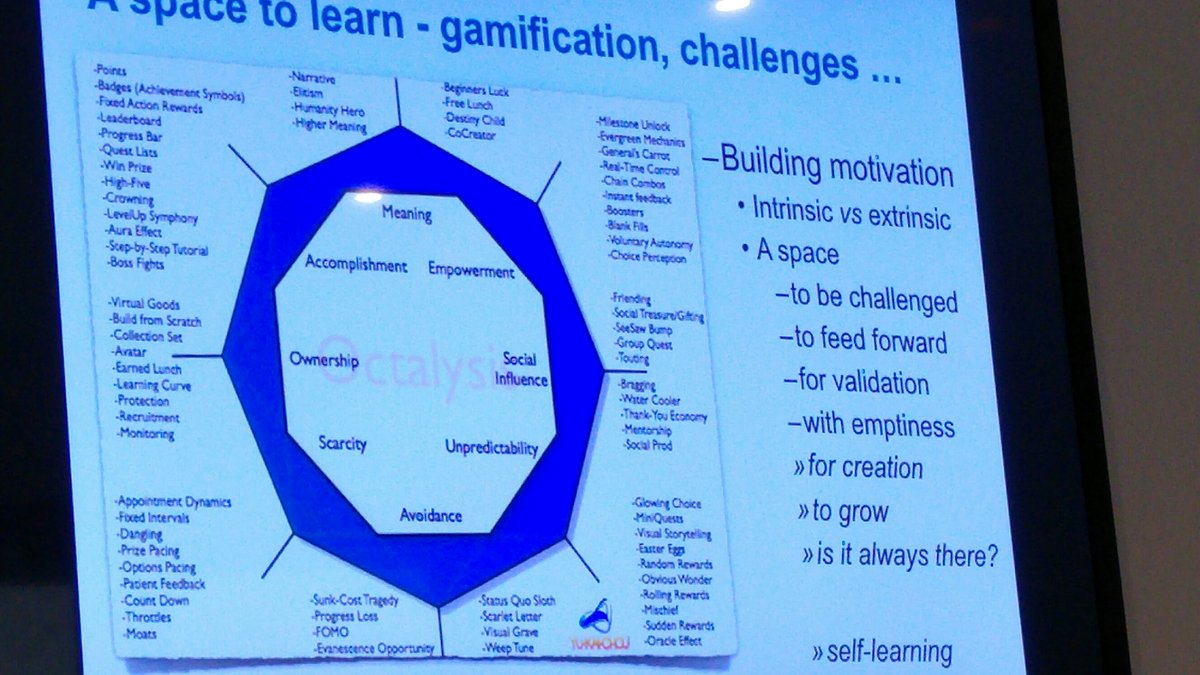 A space to learn - gamification, challenges ...
-Points
-Badges (Achievement Symbols)
-Fixed Action Rewards
-Leaderboard
-Progress Bar
-Quest Lists
-Win Prize
-High-Five
-Crowning
-LevelUp Symphony
-Aura Effect
-Step-by-Step Tutorial
-Boss Fights
-Narrative
-Elitism
-Humanity Hero
-Higher Meaning
-Beginners Luck
-Free Lunch
-Destiny Child
-CoCreator
-Milestone Unlock
-Evergreen Mechanics
-General's Carrot
-Real-Time Control
-Chain Combos
-Instant feedback
-Boosters
-Blank Fills
-Voluntary Autonomy
-Choice Perception
Meaning
Accomplishment
Empowerment
Ownership
Social
Influence
Octalysi
Scarcity
Unpredictability
Avoidance
-Virtual Goods
-Build from Scratch
-Collection Set
-Avatar
-Earned Lunch
-Learning Curve
-Protection
-Recruitment
-Monitoring
-Friending
-Social Treasure/Gifting
-SeeSaw Bump
-Group Quest
-Touting
-Bragging
-Water Cooler
-Thank-You Economy
-Mentorship
-Social Prod
-Appointment Dynamics
-Fixed Intervals
-Dangling
-Prize Pacing
-Options Pacing
-Patient Feedback
-Count Down
-Throttles
-Moats
-Sunk-Cost Tragedy
-Progress Loss
-FOMO
-Evanescence Opportunity
-Status Quo Sloth
-Scarlet Letter
-Visual Grave
-Weep Tune
-Glowing Choice
-MiniQuests
-Visual Storytelling
-Easter Eggs
-Random Rewards
-Obvious Wonder
-Rolling Rewards
-Mischief
-Sudden Rewards
-Oracle Effect
YU-KAI CHOU
–Building motivation
• Intrinsic vs extrinsic
• A space
–to be challenged
–to feed forward
–for validation
–with emptiness
» for creation
» to grow
» is it always there?
» self-learning